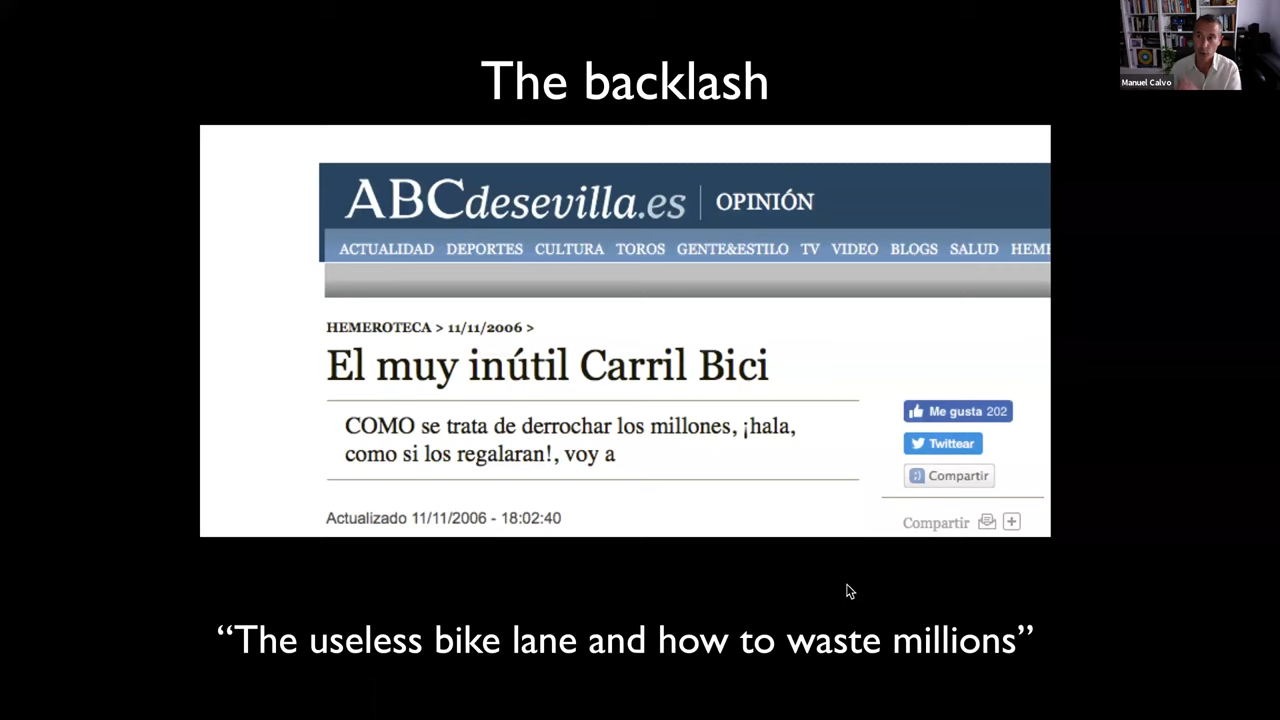 The backlash
Manuel Calvo
ABCdesevilla.es | OPINIÓN
ACTUALIDAD DEPORTES CULTURA TOROS GENTE&ESTILO TV VIDEO BLOGS SALUD HEME
HEMEROTECA > 11/11/2006 >
El muy inútil Carril Bici
COMO se trata de derrochar los millones, ¡hala,
como si los regalaran!, voy a
Me gusta 202
Twittear
Compartir
Actualizado 11/11/2006 - 18:02:40
Compartir
“The useless bike lane and how to waste millions”